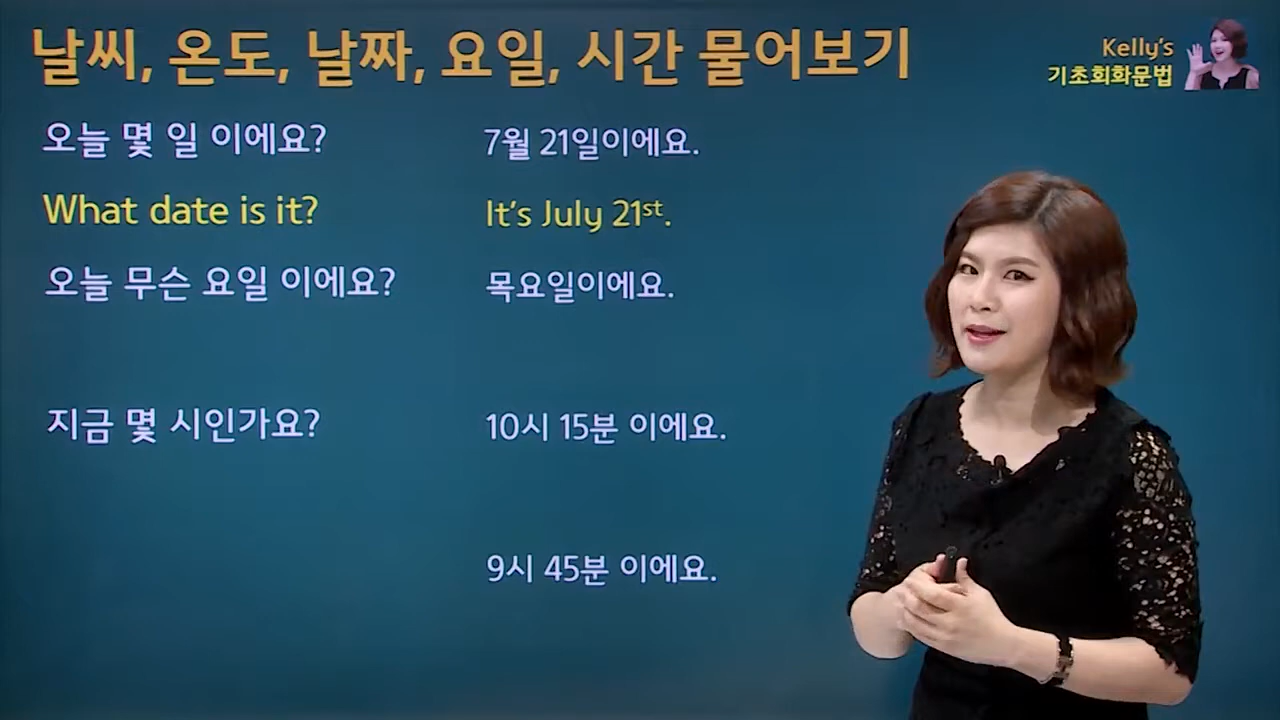 날씨, 온도, 날짜, 요일, 시간 물어보기
Kelly's
기초회화문법
오늘 몇 일 이에요?
7월 21일이에요.
What date is it?
It's July 21st.
오늘 무슨 요일 이에요?
목요일이에요.
지금 몇 시인가요?
10시 15분 이에요.
9시 45분 이에요.